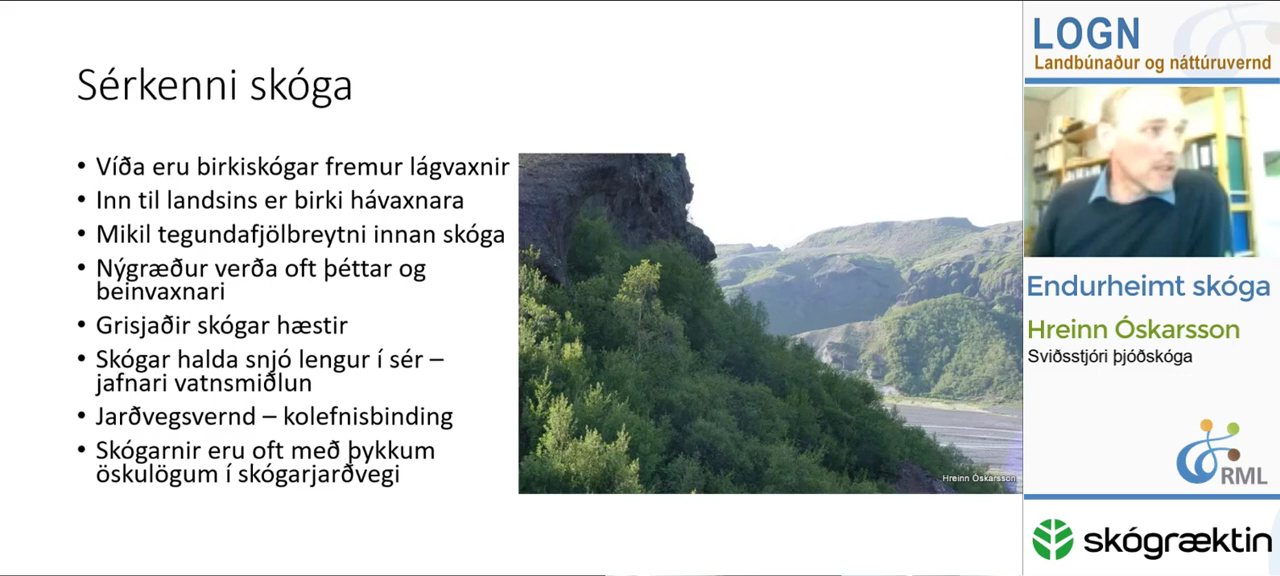 Sérkenni skóga
• Víða eru birkiskógar fremur lágvaxnir
• Inn til landsins er birki hávaxnara
• Mikil tegundafjölbreytni innan skóga
• Nýgræður verða oft þéttar og
beinvaxnari
• Grisjaðir skógar hæstir
• Skógar halda snjó lengur í sér –
jafnari vatnsmiðlun
• Jarðvegsvernd – kolefnisbinding
• Skógarnir eru oft með þykkum
öskulögum í skógarjarðvegi
Hreinn Óskarsson
LOGN
Landbúnaður og náttúruvernd
Endurheimt skóga
Hreinn Óskarsson
Sviðsstjóri þjóðskóga
RML
skógræktin